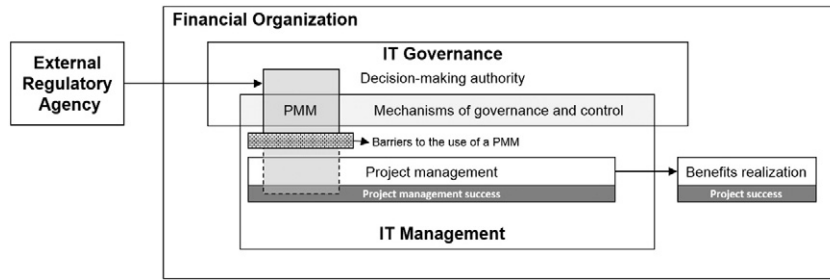 Financial Organization
External
Regulatory
Agency
IT Governance
Decision-making authority
PMM
Mechanisms of governance and control
Barriers to the use of a PMM
Project management
Project management success
Benefits realization
Project success
IT Management